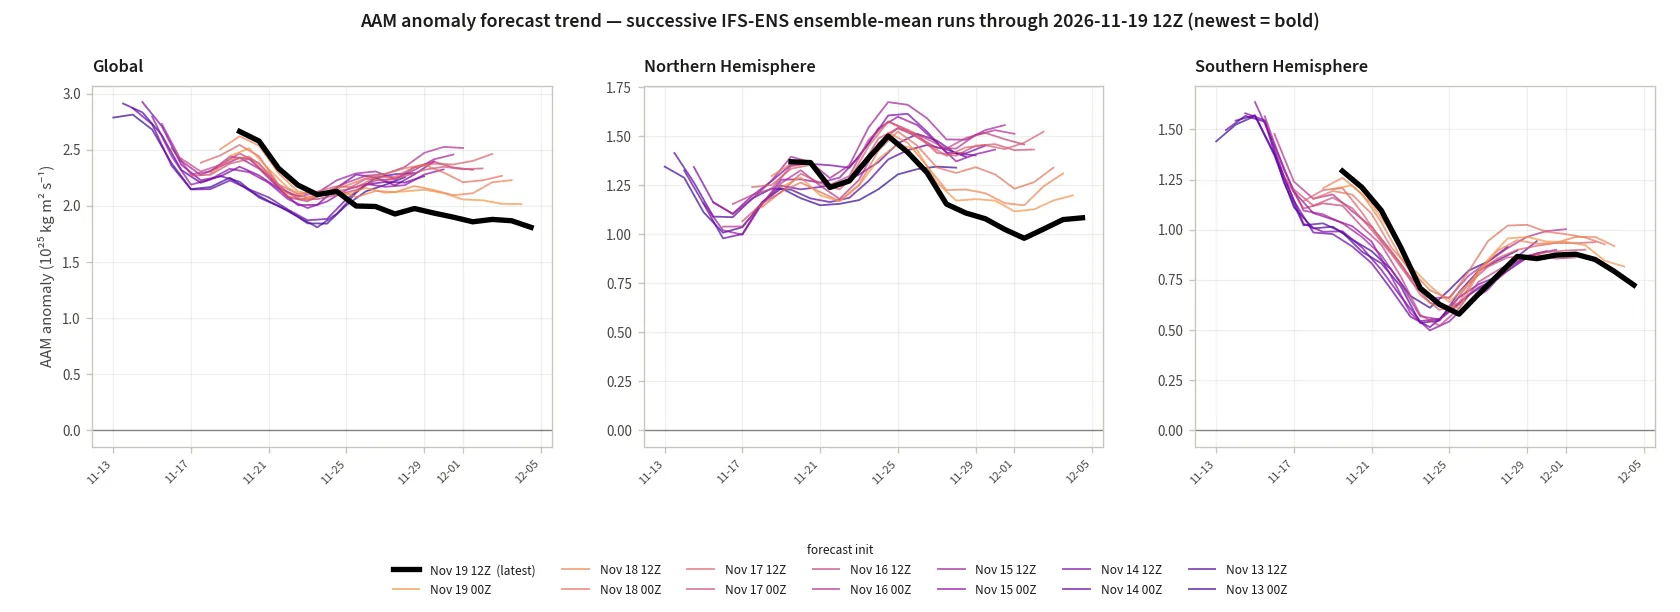 AAM anomaly forecast trend — successive IFS-ENS ensemble-mean runs through 2026-11-19 12Z (newest = bold)
Global
Northern Hemisphere
Southern Hemisphere
AAM anomaly (10²⁵ kg m² s⁻¹)
3.0
2.5
2.0
1.5
1.0
0.5
0.0
11-13
11-17
11-21
11-25
11-29
12-01
12-05
1.75
1.50
1.25
1.00
0.75
0.50
0.25
0.00
11-13
11-17
11-21
11-25
11-29
12-01
12-05
1.50
1.25
1.00
0.75
0.50
0.25
0.00
11-13
11-17
11-21
11-25
11-29
12-01
12-05
forecast init
Nov 19 12Z (latest)
Nov 18 12Z
Nov 17 12Z
Nov 16 12Z
Nov 15 12Z
Nov 14 12Z
Nov 13 12Z
Nov 19 00Z
Nov 18 00Z
Nov 17 00Z
Nov 16 00Z
Nov 15 00Z
Nov 14 00Z
Nov 13 00Z